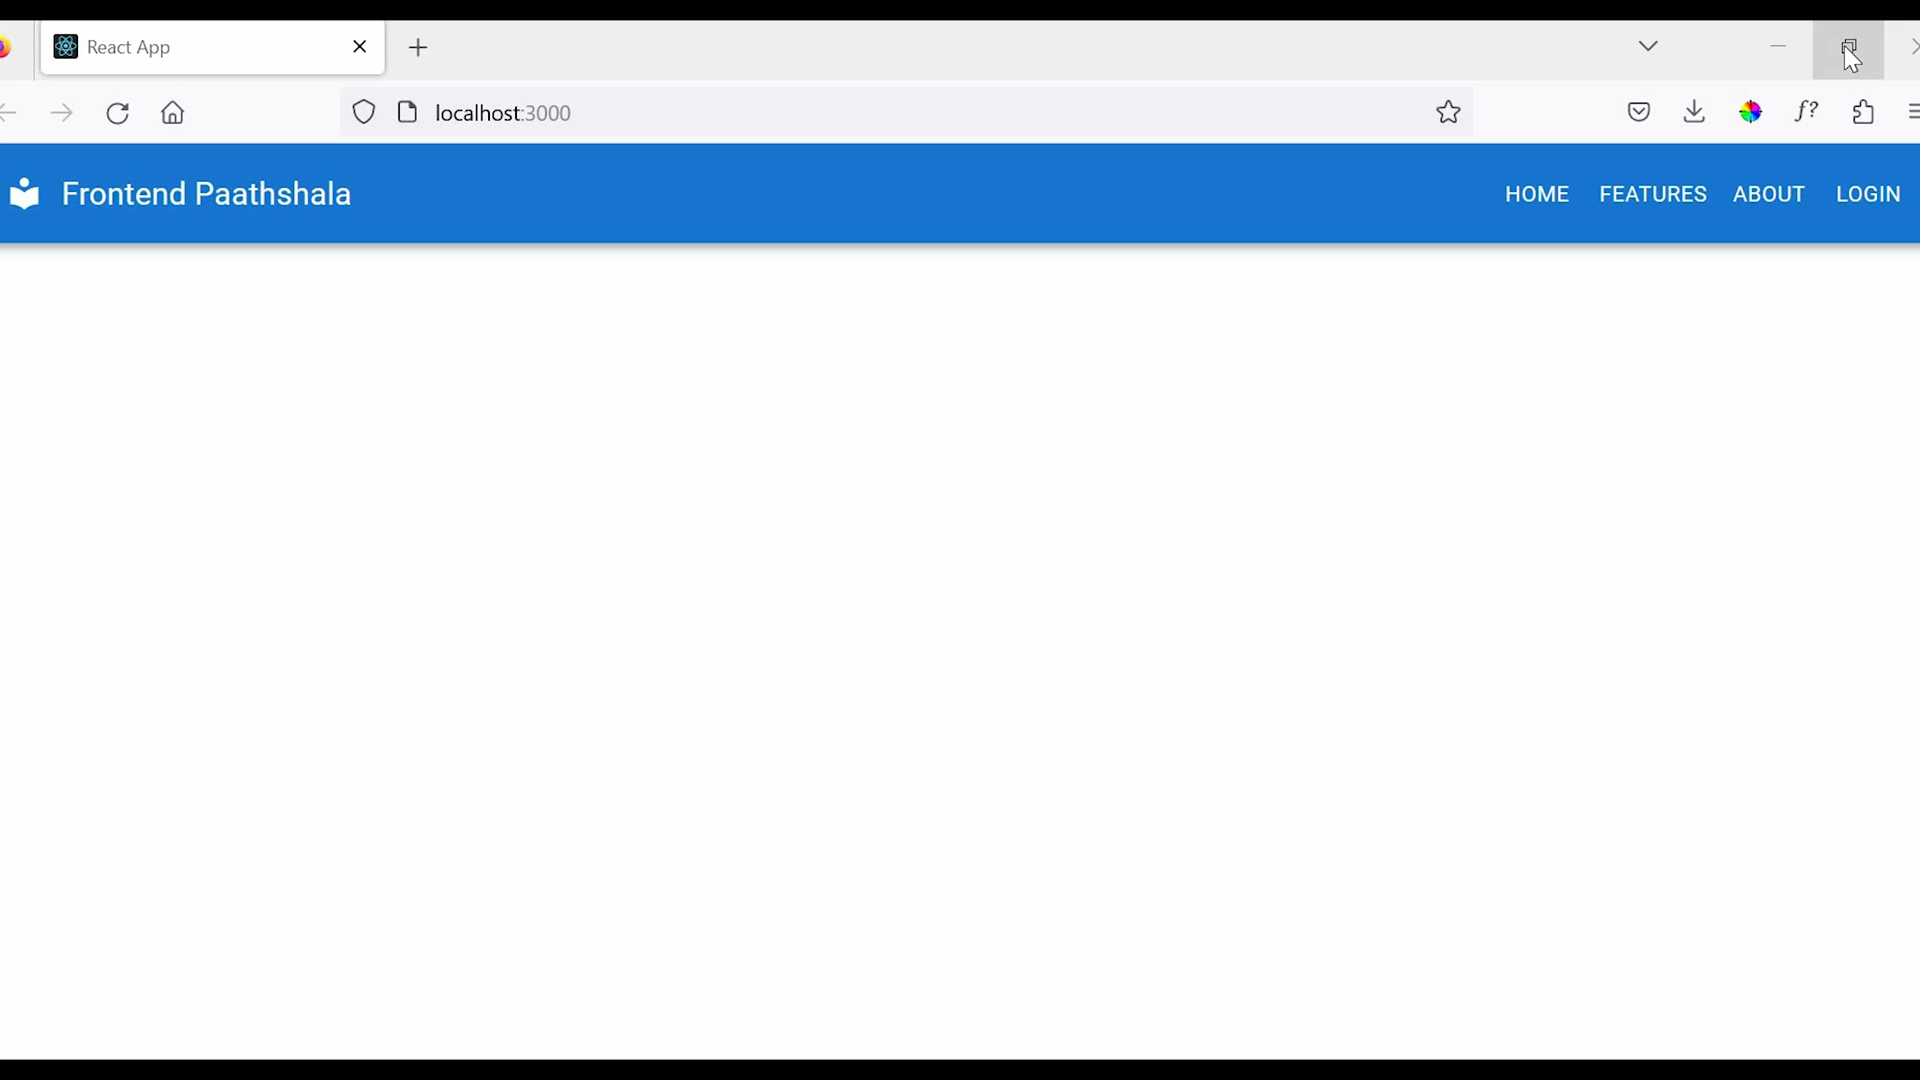 React App
localhost:3000
f?
Frontend Paathshala
HOME FEATURES ABOUT LOGIN